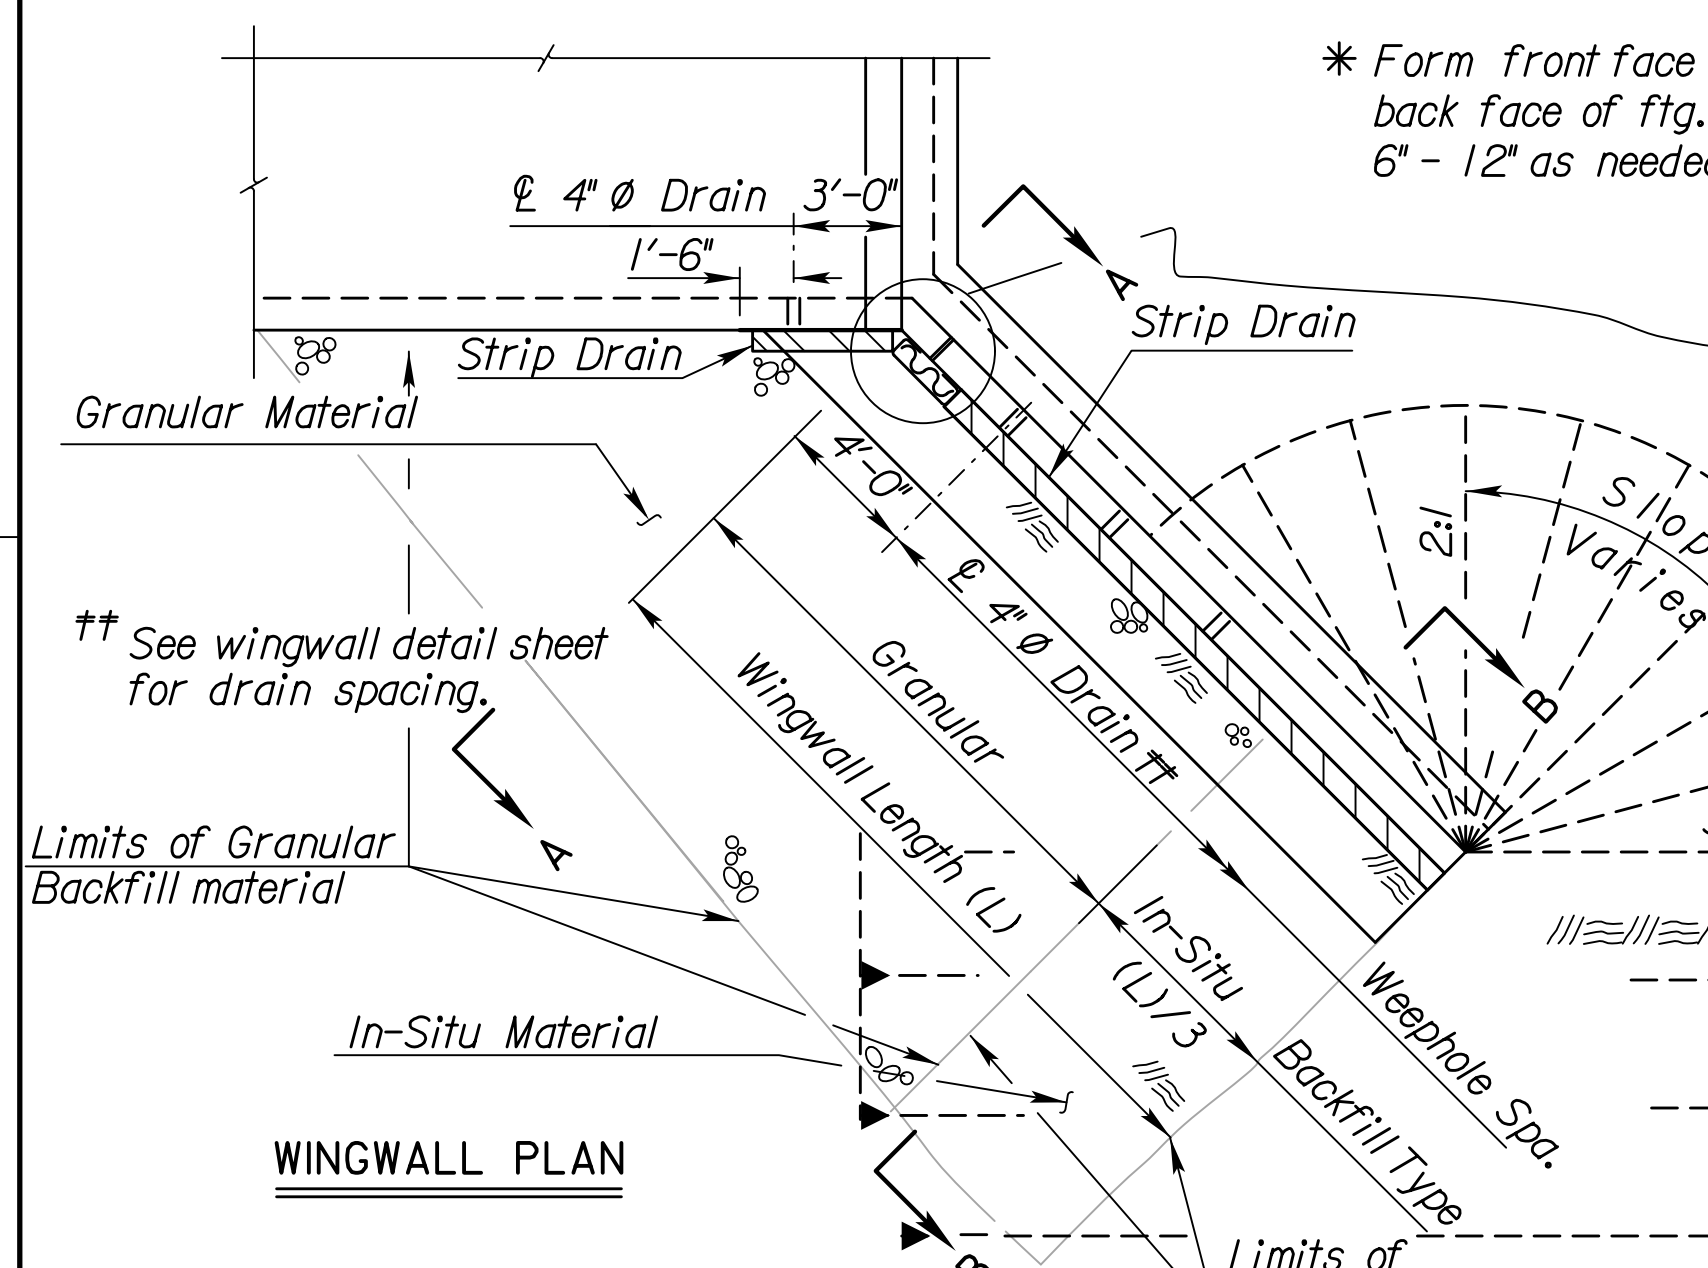 ✳ Form front face
back face of ftg.
6" - 12" as needed
℄ 4" Ø Drain 3'-0"
1'-6"
A
Strip Drain
Strip Drain
Granular Material
4'-0"
2:1
Slop
Varies
‡‡ See wingwall detail sheet
for drain spacing.
℄ 4" Ø Drain ‡‡
Granular
Wingwall Length (L)
B
A
Limits of Granular
Backfill material
In-Situ
(L)/3
Weephole Spa.
In-Situ Material
Backfill Type
WINGWALL PLAN
Limits of
B